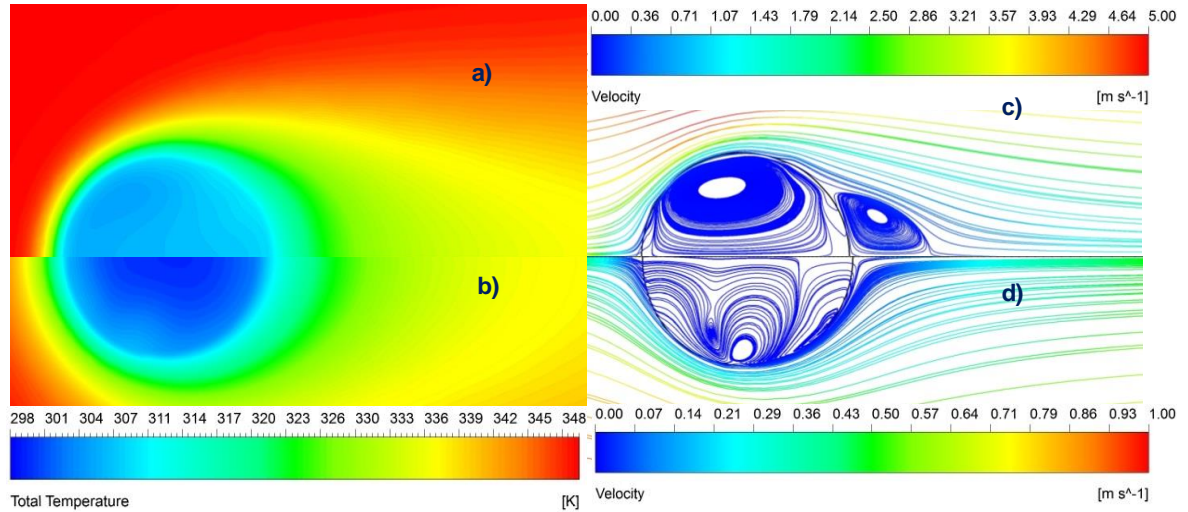 a)
b)
298 301 304 307 311 314 317 320 323 326 330 333 336 339 342 345 348
Total Temperature [K]
0.00 0.36 0.71 1.07 1.43 1.79 2.14 2.50 2.86 3.21 3.57 3.93 4.29 4.64 5.00
Velocity [m s^-1]
c)
d)
0.00 0.07 0.14 0.21 0.29 0.36 0.43 0.50 0.57 0.64 0.71 0.79 0.86 0.93 1.00
Velocity [m s^-1]